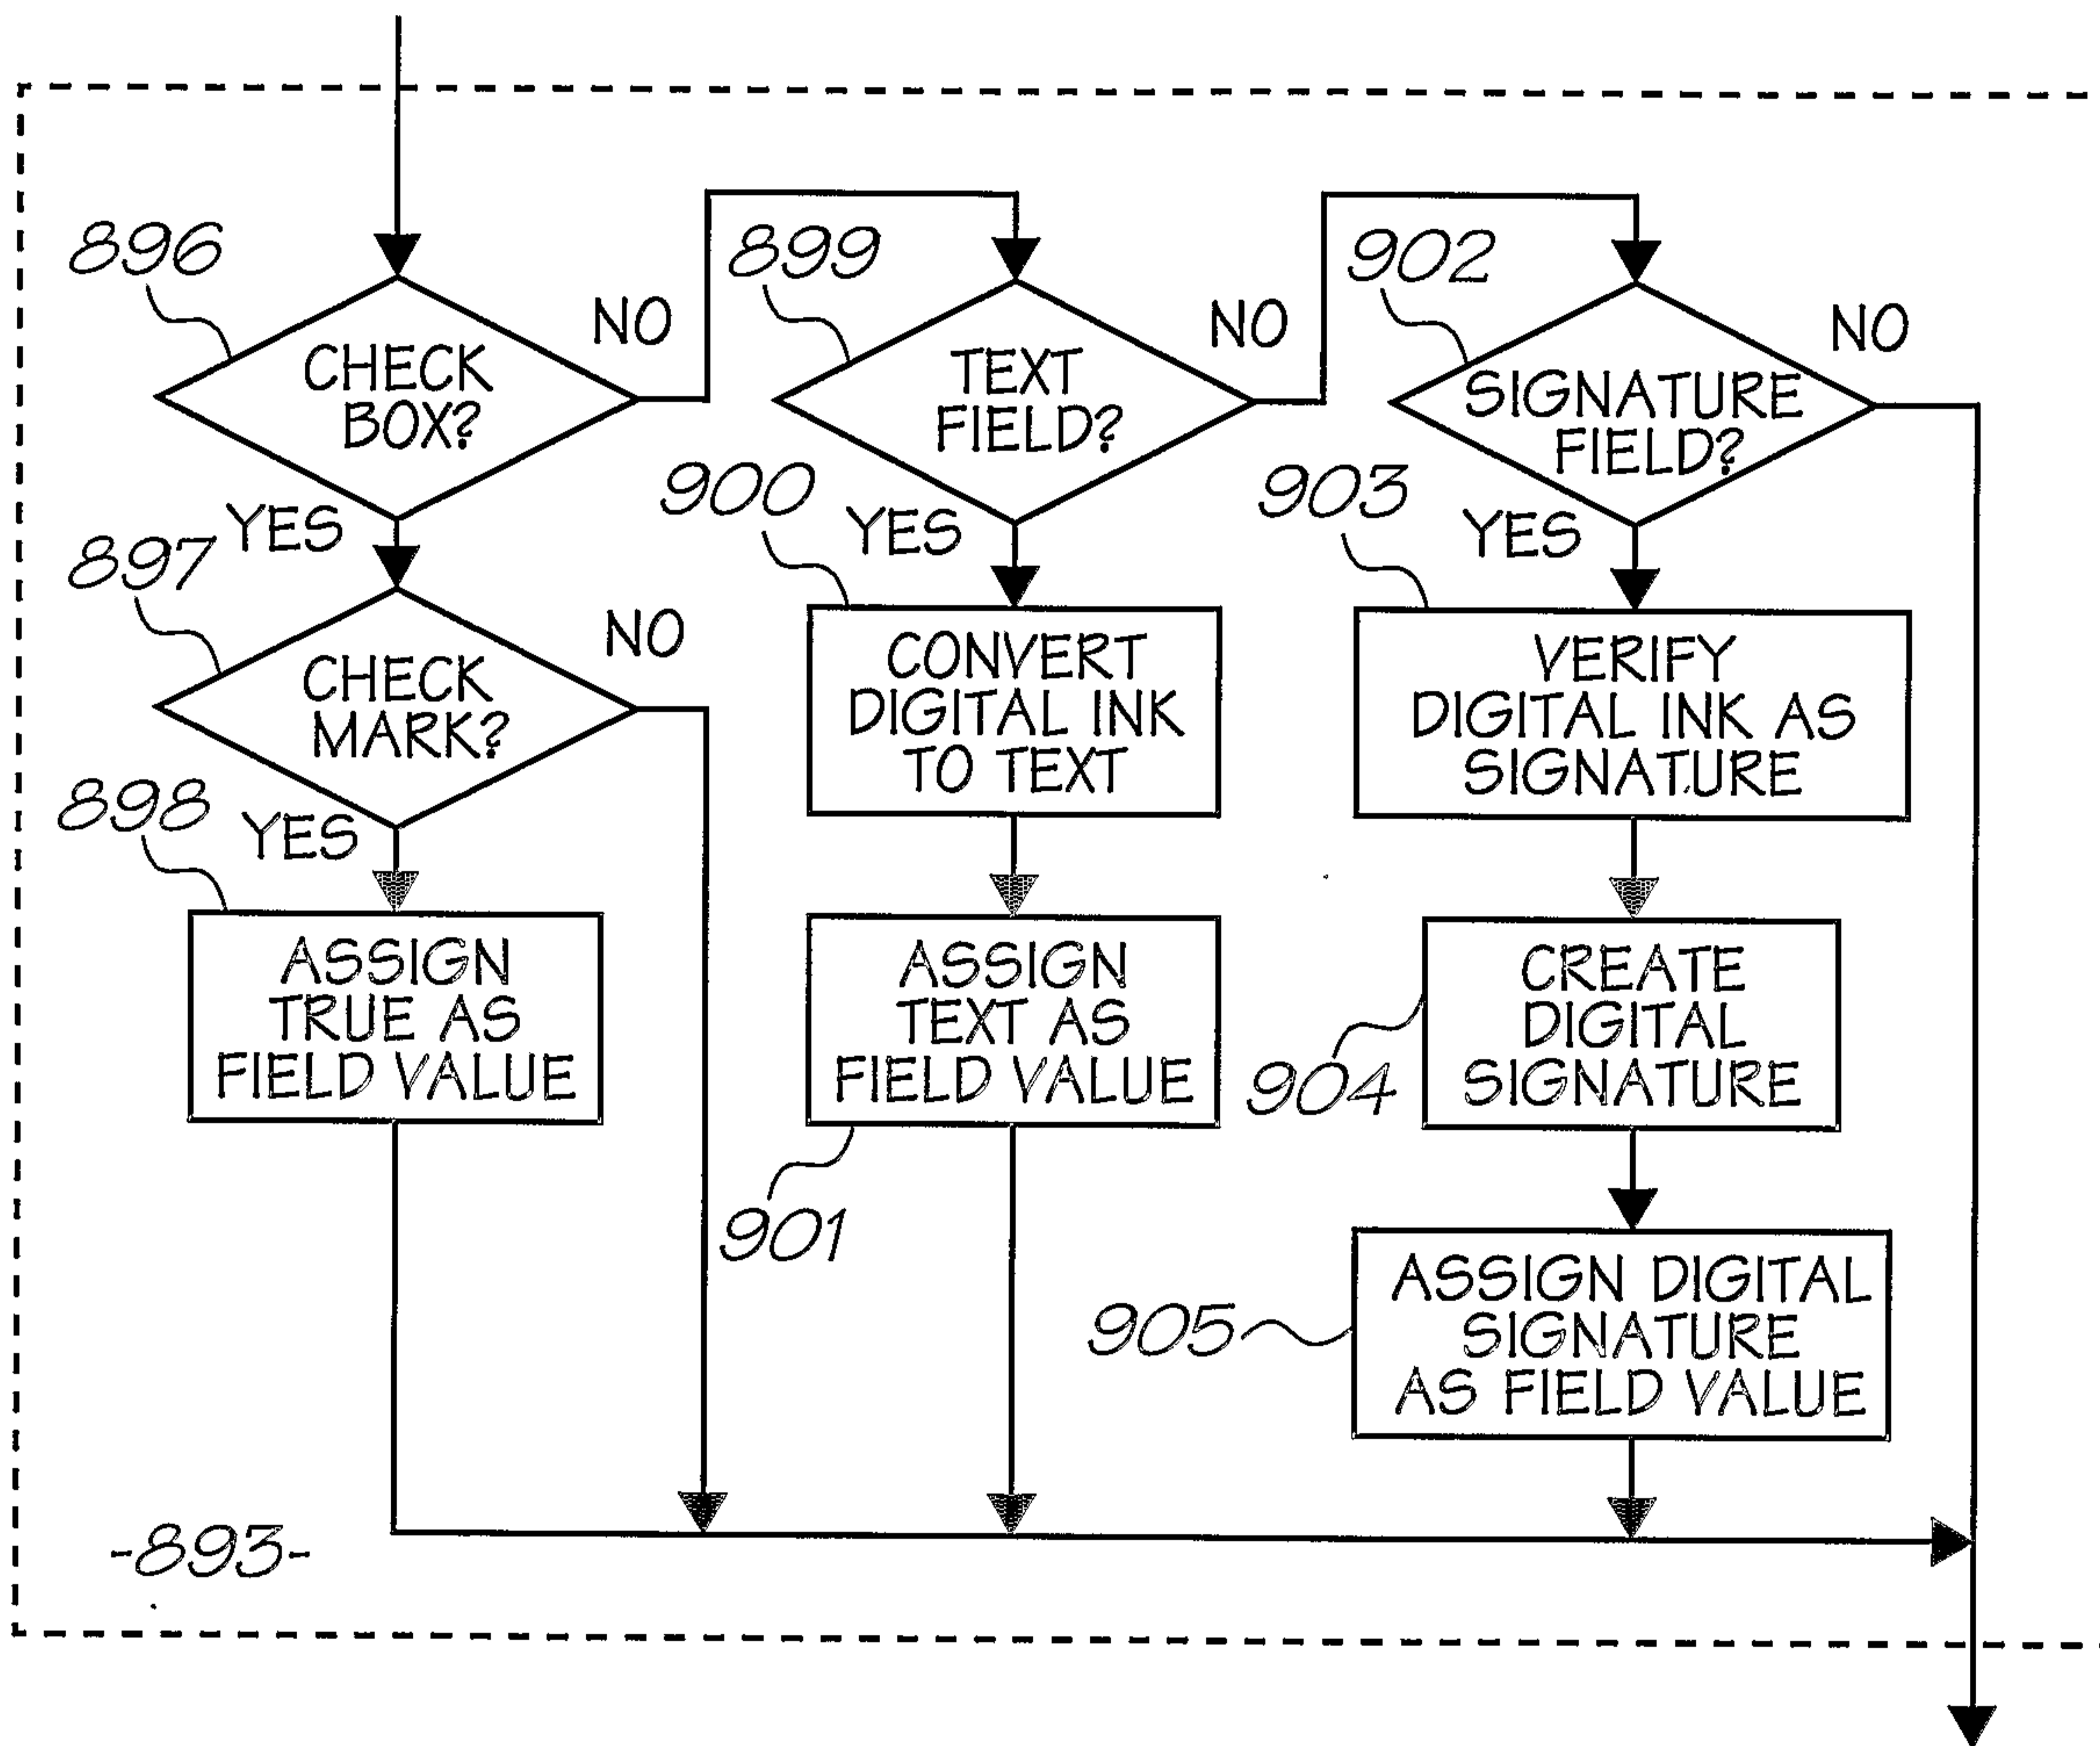 896
CHECK
BOX?
NO
YES
897
CHECK
MARK?
NO
YES
898
ASSIGN
TRUE AS
FIELD VALUE
899
TEXT
FIELD?
NO
YES
900
CONVERT
DIGITAL INK
TO TEXT
ASSIGN
TEXT AS
FIELD VALUE
901
902
SIGNATURE
FIELD?
NO
YES
903
VERIFY
DIGITAL INK AS
SIGNATURE
CREATE
DIGITAL
SIGNATURE
904
ASSIGN DIGITAL
SIGNATURE
AS FIELD VALUE
905
-893-